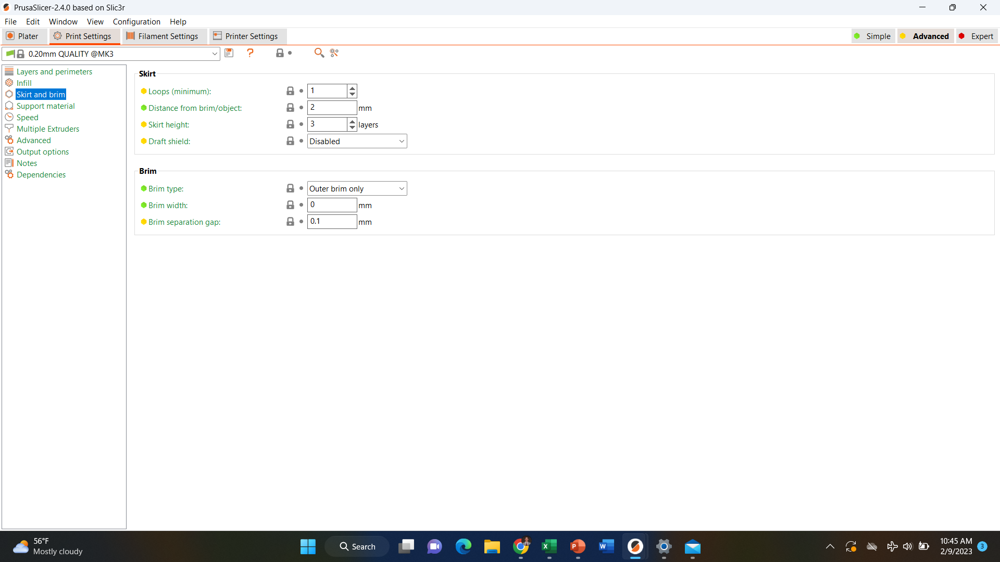 PrusaSlicer-2.4.0 based on Slic3r
File Edit Window View Configuration Help
Plater Print Settings Filament Settings Printer Settings Simple Advanced Expert
0.20mm QUALITY @MK3 ?
Layers and perimeters
Infill
Skirt and brim
Support material
Speed
Multiple Extruders
Advanced
Output options
Notes
Dependencies
Skirt
Loops (minimum): 1
Distance from brim/object: 2 mm
Skirt height: 3 layers
Draft shield: Disabled
Brim
Brim type: Outer brim only
Brim width: 0 mm
Brim separation gap: 0.1 mm
56°F
Mostly cloudy
Search
X
P
W
10:45 AM
2/9/2023
3